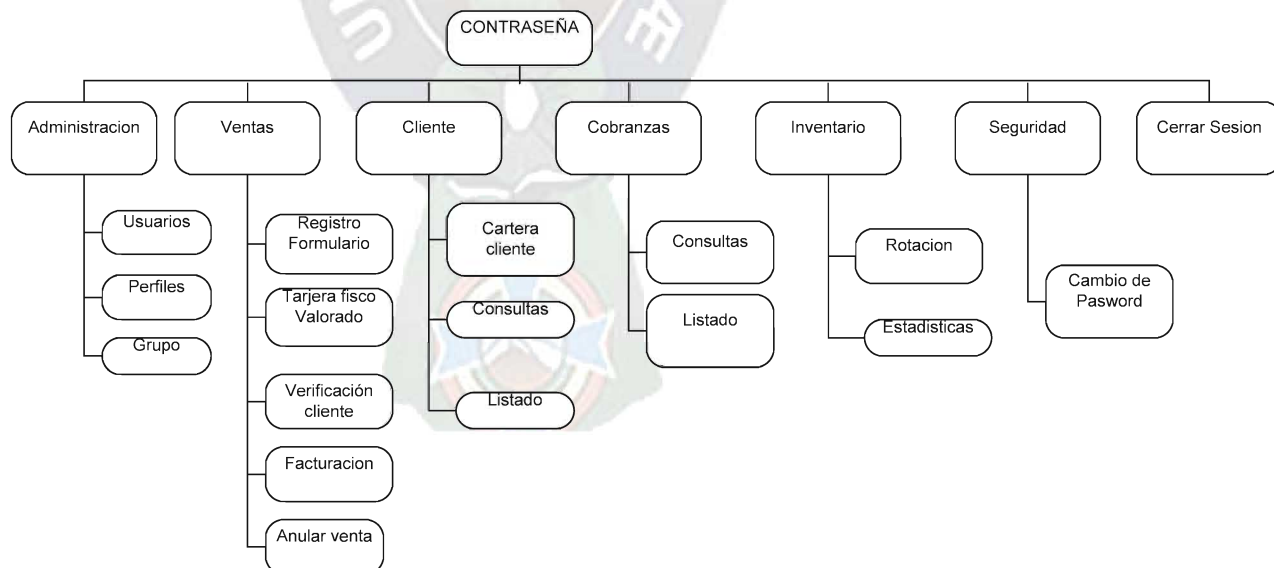 CONTRASEÑA
Administracion
Ventas
Cliente
Cobranzas
Inventario
Seguridad
Cerrar Sesion
Usuarios
Perfiles
Grupo
Registro
Formulario
Tarjera fisco
Valorado
Verificación
cliente
Facturacion
Anular venta
Cartera
cliente
Consultas
Listado
Consultas
Listado
Rotacion
Estadisticas
Cambio de
Pasword